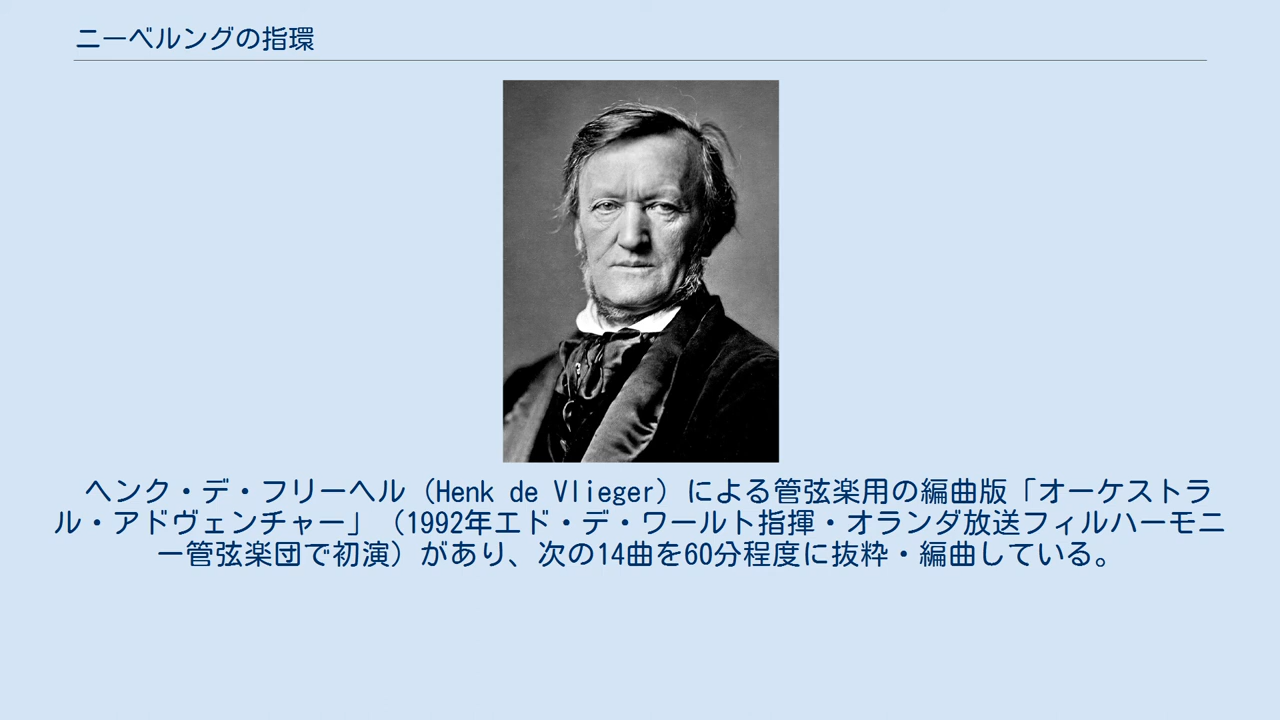 ニーベルングの指環
ヘンク・デ・フリーヘル（Henk de Vlieger）による管弦楽用の編曲版「オーケストラ
ル・アドヴェンチャー」（1992年エド・デ・ワールト指揮・オランダ放送フィルハーモニ
ー管弦楽団で初演）があり、次の14曲を60分程度に抜粋・編曲している。